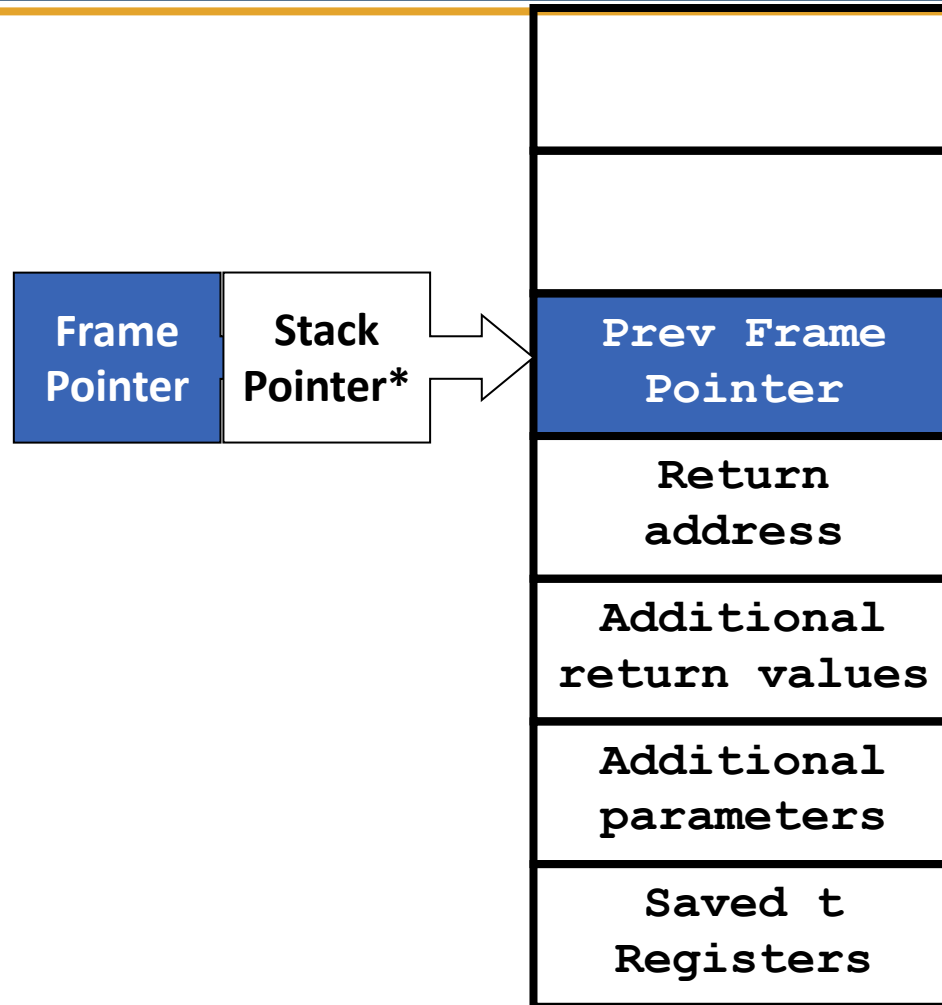 Frame
Pointer
Stack
Pointer*
Prev Frame
Pointer
Return
address
Additional
return values
Additional
parameters
Saved t
Registers